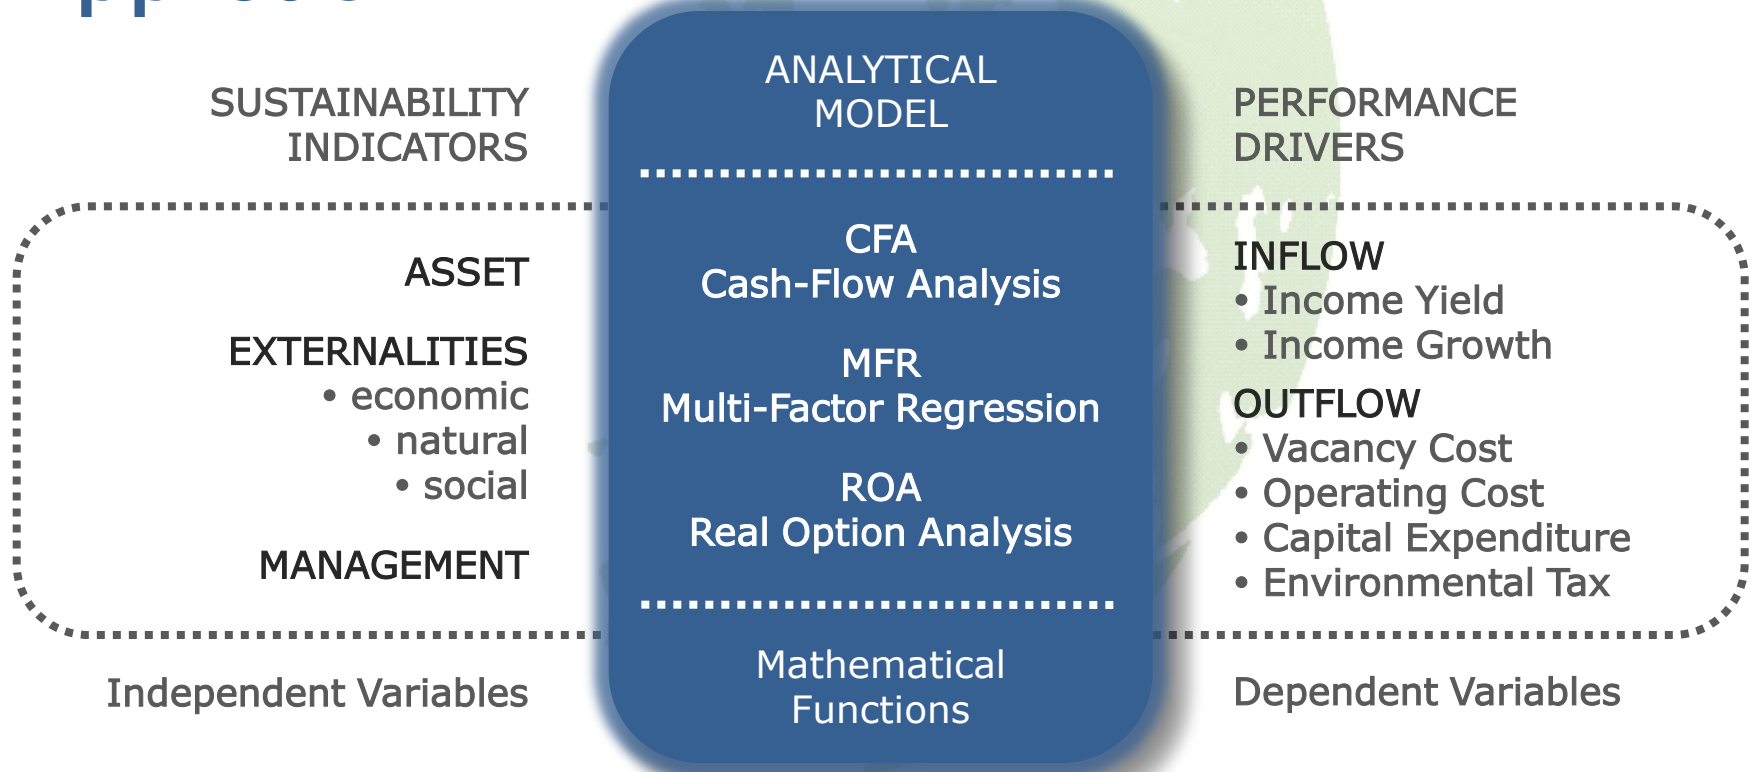 SUSTAINABILITY
INDICATORS
ASSET
EXTERNALITIES
• economic
• natural
• social
MANAGEMENT
Independent Variables
ANALYTICAL
MODEL
CFA
Cash-Flow Analysis
MFR
Multi-Factor Regression
ROA
Real Option Analysis
Mathematical
Functions
PERFORMANCE
DRIVERS
INFLOW
• Income Yield
• Income Growth
OUTFLOW
• Vacancy Cost
• Operating Cost
• Capital Expenditure
• Environmental Tax
Dependent Variables